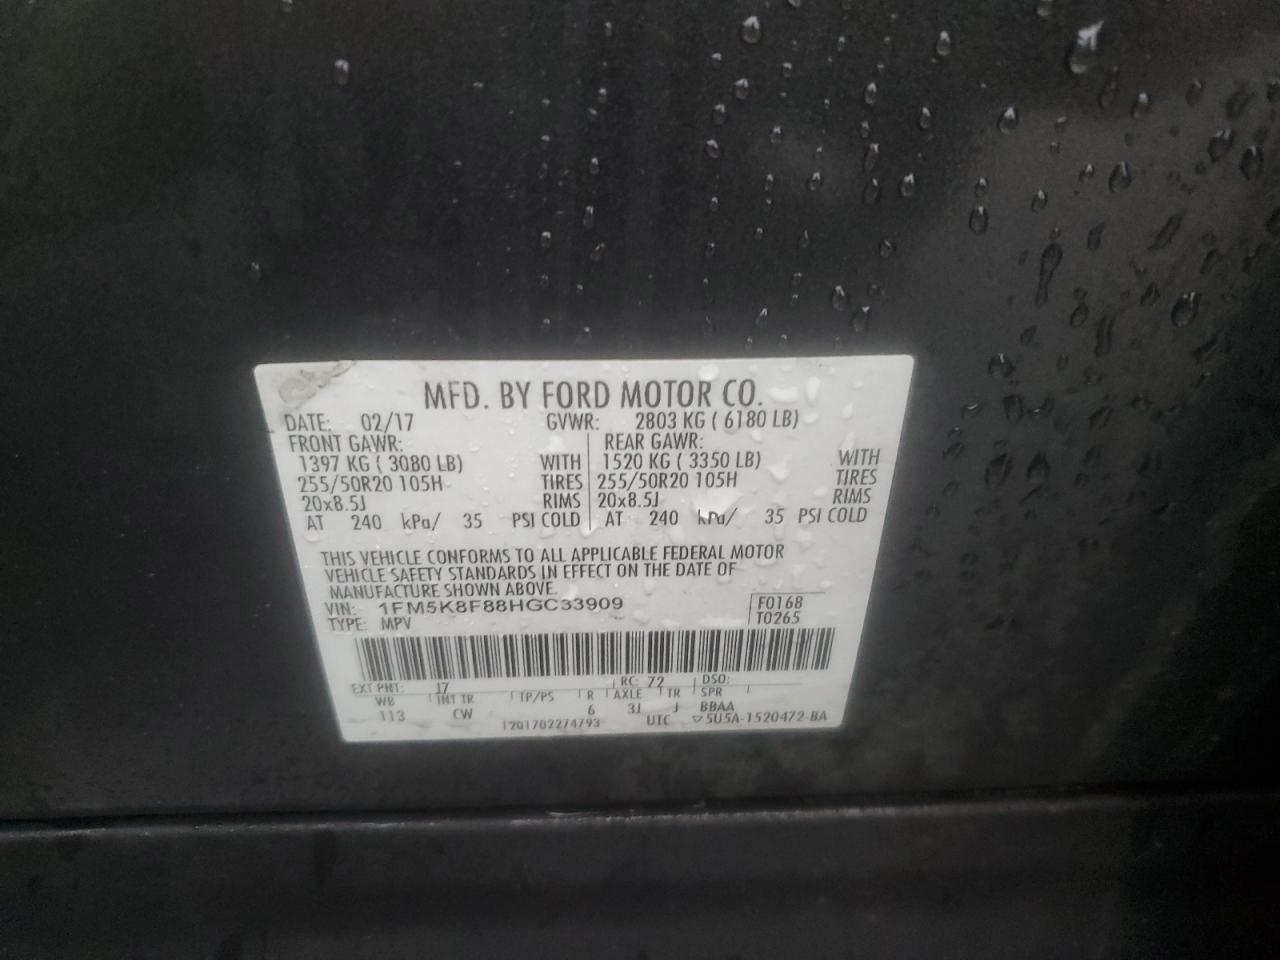 MFD. BY FORD MOTOR CO.
DATE: 02/17 GVWR: 2803 KG ( 6180 LB)
FRONT GAWR: REAR GAWR:
1397 KG ( 3080 LB) WITH 1520 KG ( 3350 LB) WITH
255/50R20 105H TIRES 255/50R20 105H TIRES
20x8.5J RIMS 20x8.5J RIMS
AT 240 kPa/ 35 PSI COLD AT 240 kPa/ 35 PSI COLD
THIS VEHICLE CONFORMS TO ALL APPLICABLE FEDERAL MOTOR
VEHICLE SAFETY STANDARDS IN EFFECT ON THE DATE OF
MANUFACTURE SHOWN ABOVE.
VIN: 1FM5K8F88HGC33909 F0168
TYPE: MPV T0265
EXT PNT: J7 RC: 72 DSO:
WB INT TR TP/PS R AXLE TR SPR
113 CW 6 3J J BBAA
1201702274793 UTC ▽5U5A-1520472-BA